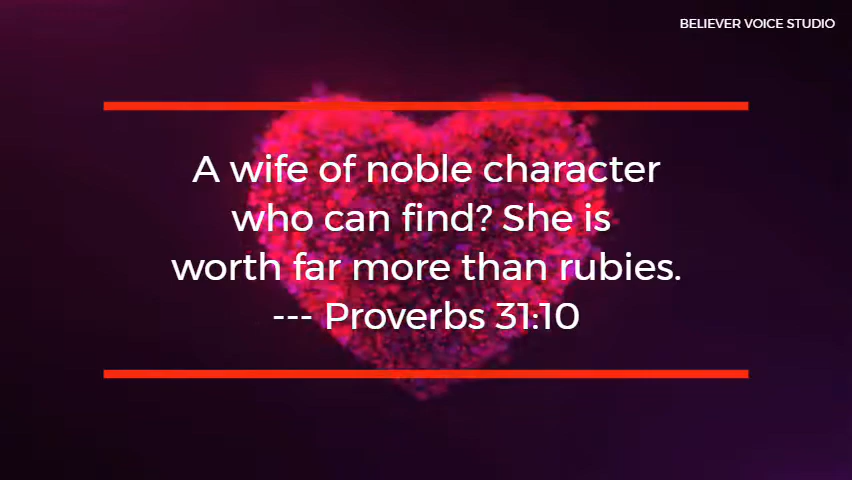 BELIEVER VOICE STUDIO
A wife of noble character
who can find? She is
worth far more than rubies.
--- Proverbs 31:10